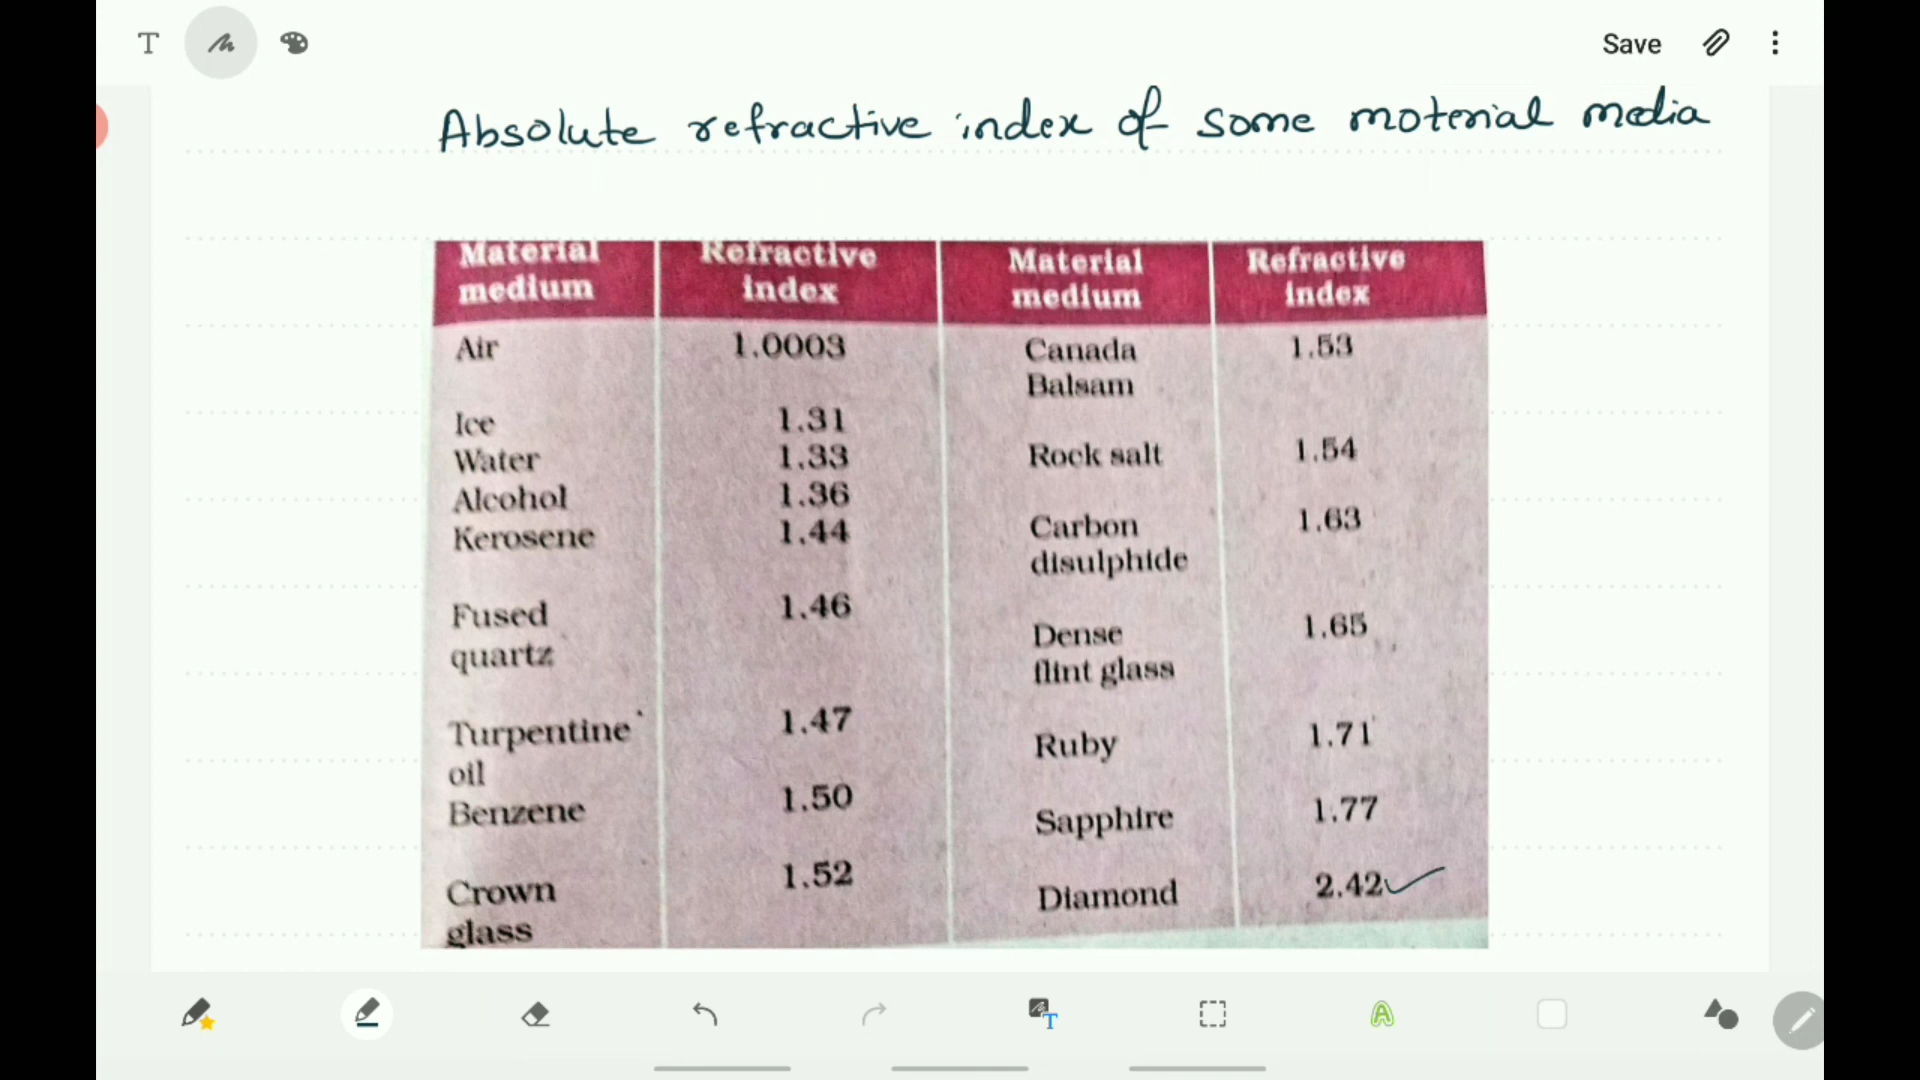 T
Save
Absolute refractive index of some moterial media
Material medium Refractive index Material medium Refractive index
Air 1.0003 Canada Balsam 1.53
Ice 1.31
Water 1.33 Rock salt 1.54
Alcohol 1.36
Kerosene 1.44 Carbon disulphide 1.63
Fused quartz 1.46 Dense flint glass 1.65
Turpentine oil 1.47 Ruby 1.71
Benzene 1.50 Sapphire 1.77
Crown glass 1.52 Diamond 2.42
T
A